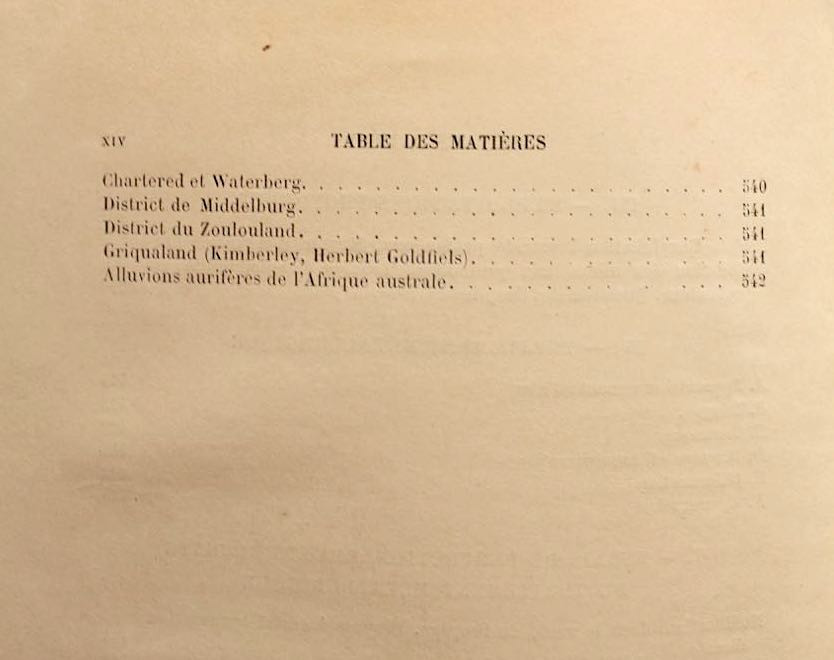 XIV TABLE DES MATIÈRES
Chartered et Waterberg. . . . . . . . . . . . . . . . . . . . . . 540
District de Middelburg. . . . . . . . . . . . . . . . . . . . . . 541
District du Zoulouland. . . . . . . . . . . . . . . . . . . . . . 541
Griqualand (Kimberley, Herbert Goldfiels). . . . . . . . . . 541
Alluvions aurifères de l'Afrique australe. . . . . . . . . . 542